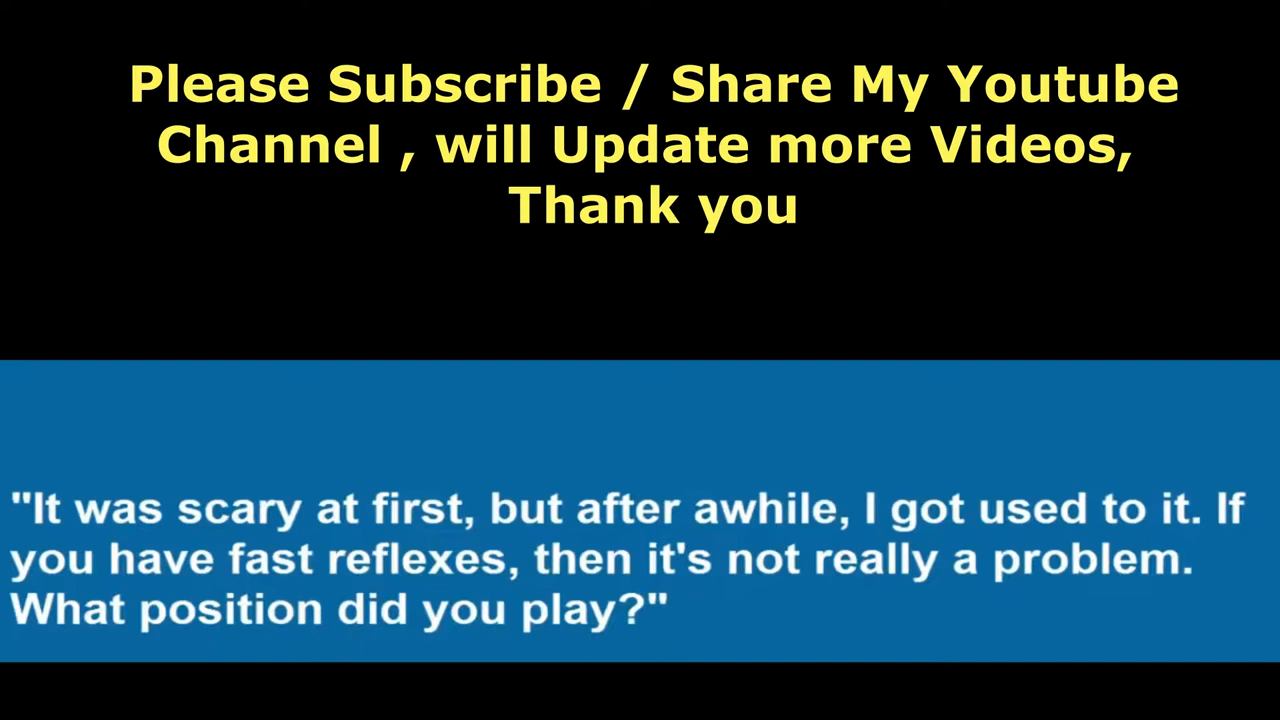 Please Subscribe / Share My Youtube
Channel , will Update more Videos,
Thank you
"It was scary at first, but after awhile, I got used to it. If
you have fast reflexes, then it's not really a problem.
What position did you play?"